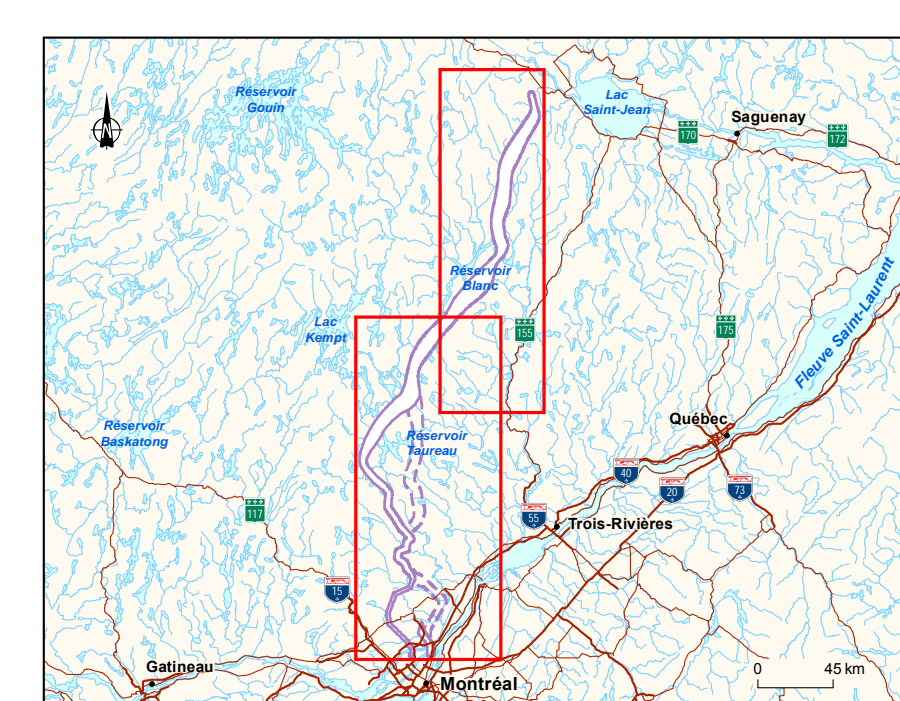 Réservoir
Gouin
Lac
Saint-Jean
Saguenay
170
172
Réservoir
Blanc
Lac
Kempt
155
175
Fleuve Saint-Laurent
Réservoir
Baskatong
Réservoir
Taureau
Québec
40
20
73
117
55
Trois-Rivières
15
Gatineau
Montréal
0 45 km